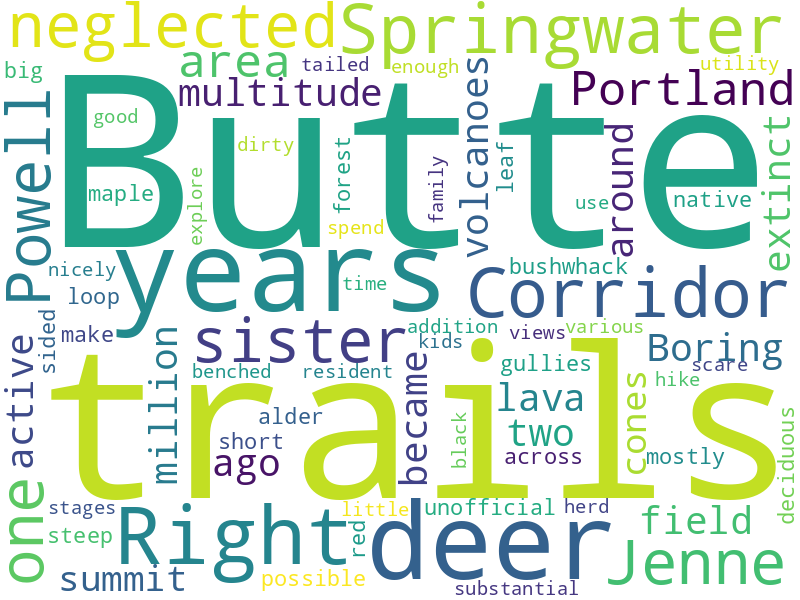 neglected
Springwater
area
tailed
enough
utility
big
multitude
Portland
Butte
good
dirty
maple
explore
forest
family
volcanoes
leaf
use
around
native
extinct
Powell
spend
years
nicely
time
bushwhack
loop
Corridor
make
sister
addition
kids
views
various
Boring
sided
active
million
benched
resident
became
gullies
scare
hike
trails
lava
cones
alder
short
two
ago
black
across
mostly
deciduous
one
stages
steep
Right
little
red
deer
unofficial
herd
field
Jenne
summit
possible
substantial